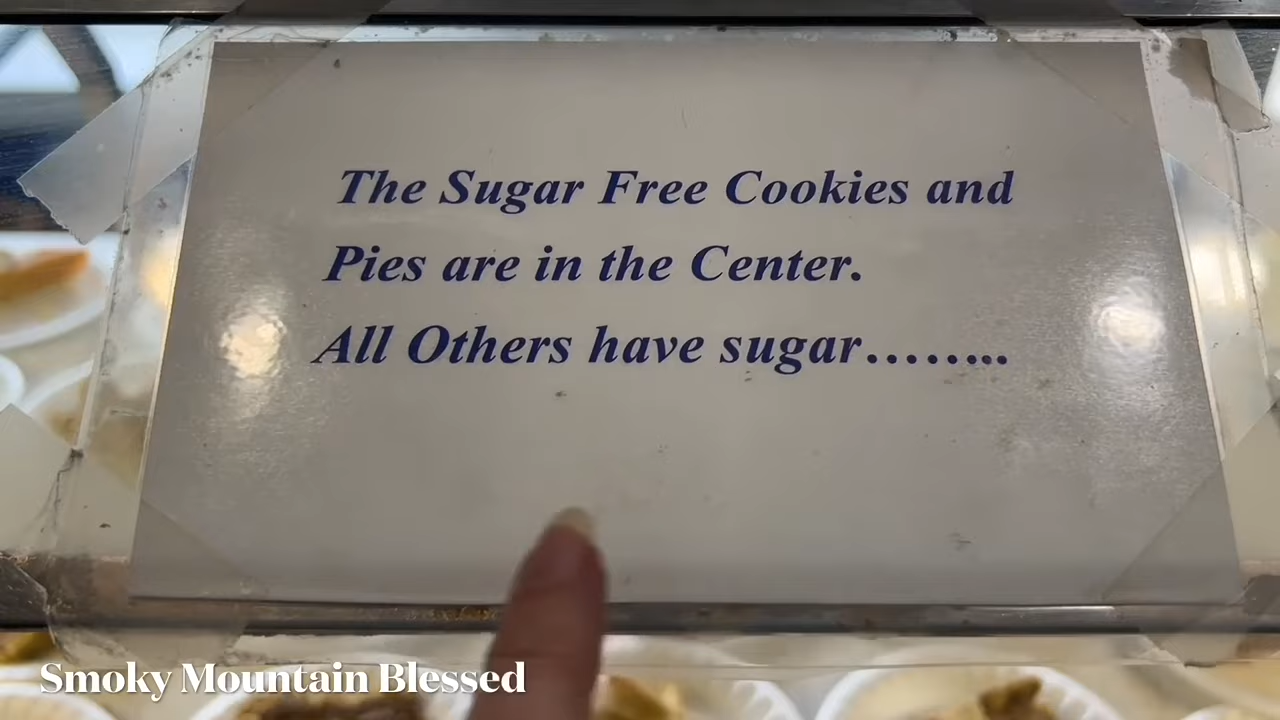 The Sugar Free Cookies and
Pies are in the Center.
All Others have sugar……...
Smoky Mountain Blessed